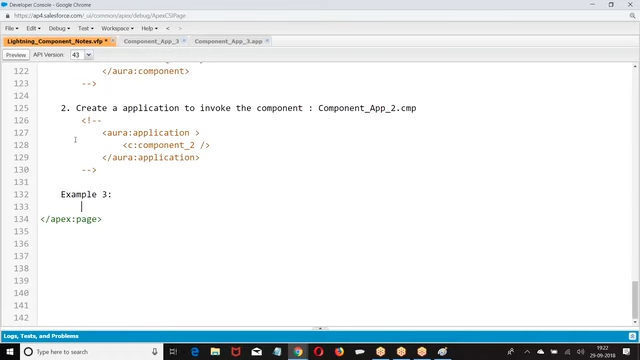 Developer Console - Google Chrome
https://ap4.salesforce.com/_ui/common/apex/debug/ApexCSIPage
File Edit Debug Test Workspace Help < >
Lightning_Component_Notes.vfp * Component_App_3 Component_App_3.app
Preview API Version: 43
122 </aura:component>
123 -->
124
125 2. Create a application to invoke the component : Component_App_2.cmp
126 <!--
127 <aura:application >
128 <c:component_2 />
129 </aura:application>
130 -->
131
132 Example 3:
133
134 </apex:page>
135
136
137
138
139
140
141
142
Logs, Tests, and Problems
Type here to search
19:22
29-09-2018